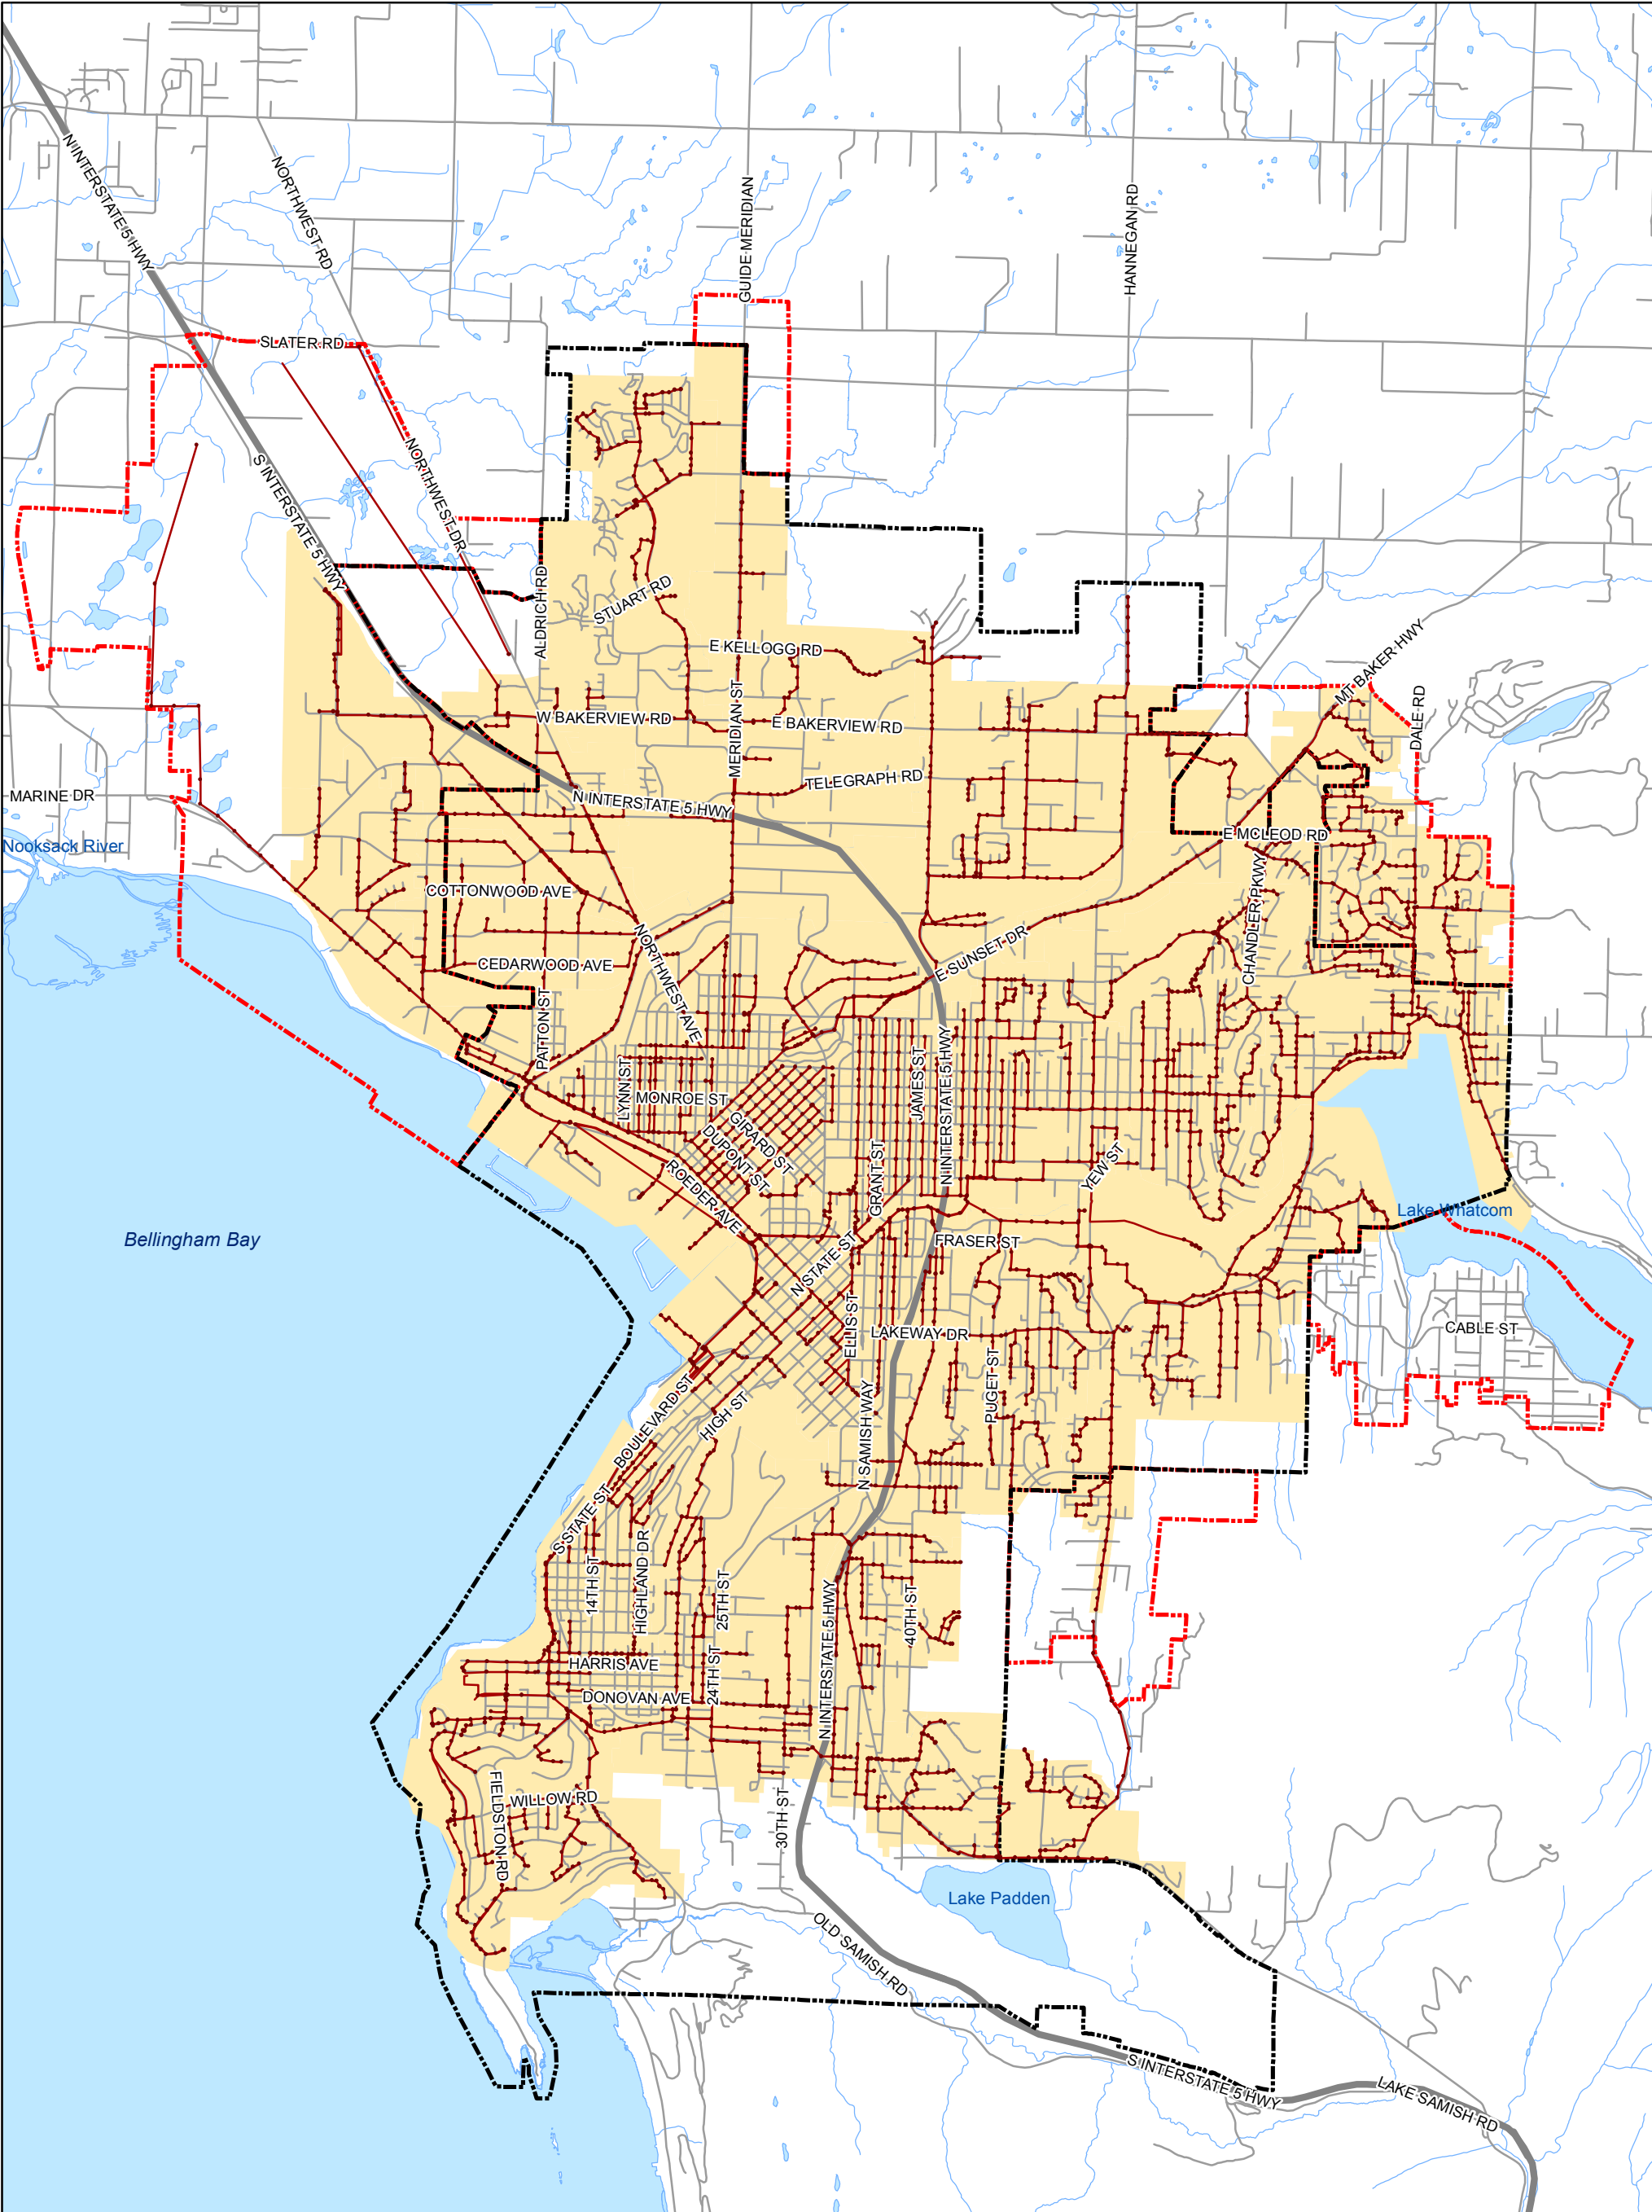 N INTERSTATE 5 HWY
NORTHWEST RD
GUIDE MERIDIAN
HANNEGAN RD
SLATER RD
S INTERSTATE 5 HWY
NORTHWEST DR
ALDRICH RD
STUART RD
E KELLOGG RD
MT BAKER HWY
DALE RD
W BAKERVIEW RD
MERIDIAN ST
E BAKERVIEW RD
TELEGRAPH RD
MARINE DR
N INTERSTATE 5 HWY
Nooksack River
E MCLEOD RD
COTTONWOOD AVE
CHANDLER PKWY
NORTHWEST AVE
E SUNSET DR
CEDARWOOD AVE
PATTON ST
LYNN ST
MONROE ST
JAMES ST
N INTERSTATE 5 HWY
GIRARD ST
DUPONT ST
GRANT ST
YEW ST
ROEDER AVE
Lake Whatcom
Bellingham Bay
N STATE ST
FRASER ST
ELLIS ST
LAKEWAY DR
CABLE ST
PUGET ST
BOULEVARD ST
HIGH ST
N SAMISH WAY
S STATE ST
14TH ST
HIGHLAND DR
25TH ST
N INTERSTATE 5 HWY
40TH ST
HARRIS AVE
24TH ST
DONOVAN AVE
FIELDSTON RD
WILLOW RD
30TH ST
Lake Padden
OLD SAMISH RD
S INTERSTATE 5 HWY
LAKE SAMISH RD